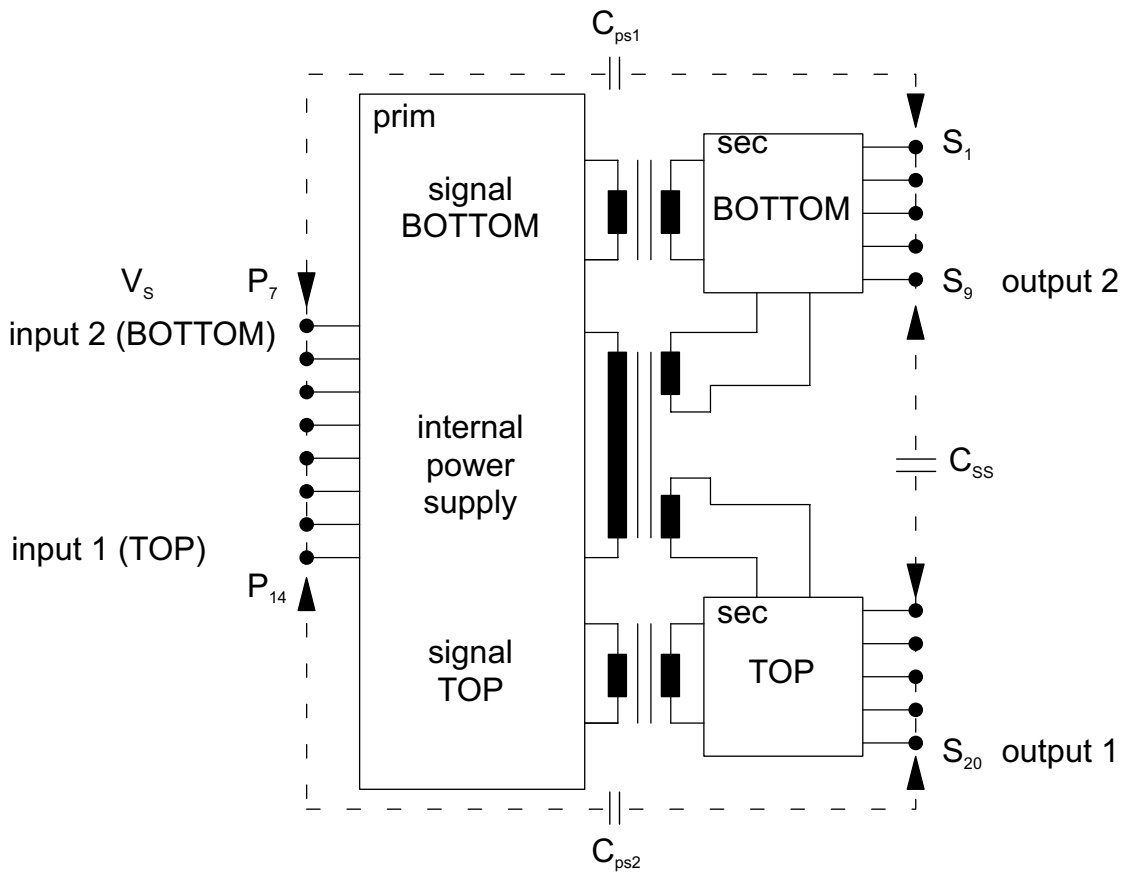 C_ps1
prim
signal
BOTTOM
sec
BOTTOM
S_1
V_S P_7
S_9 output 2
input 2 (BOTTOM)
internal
power
supply
C_SS
input 1 (TOP)
P_14
signal
TOP
sec
TOP
S_20 output 1
C_ps2